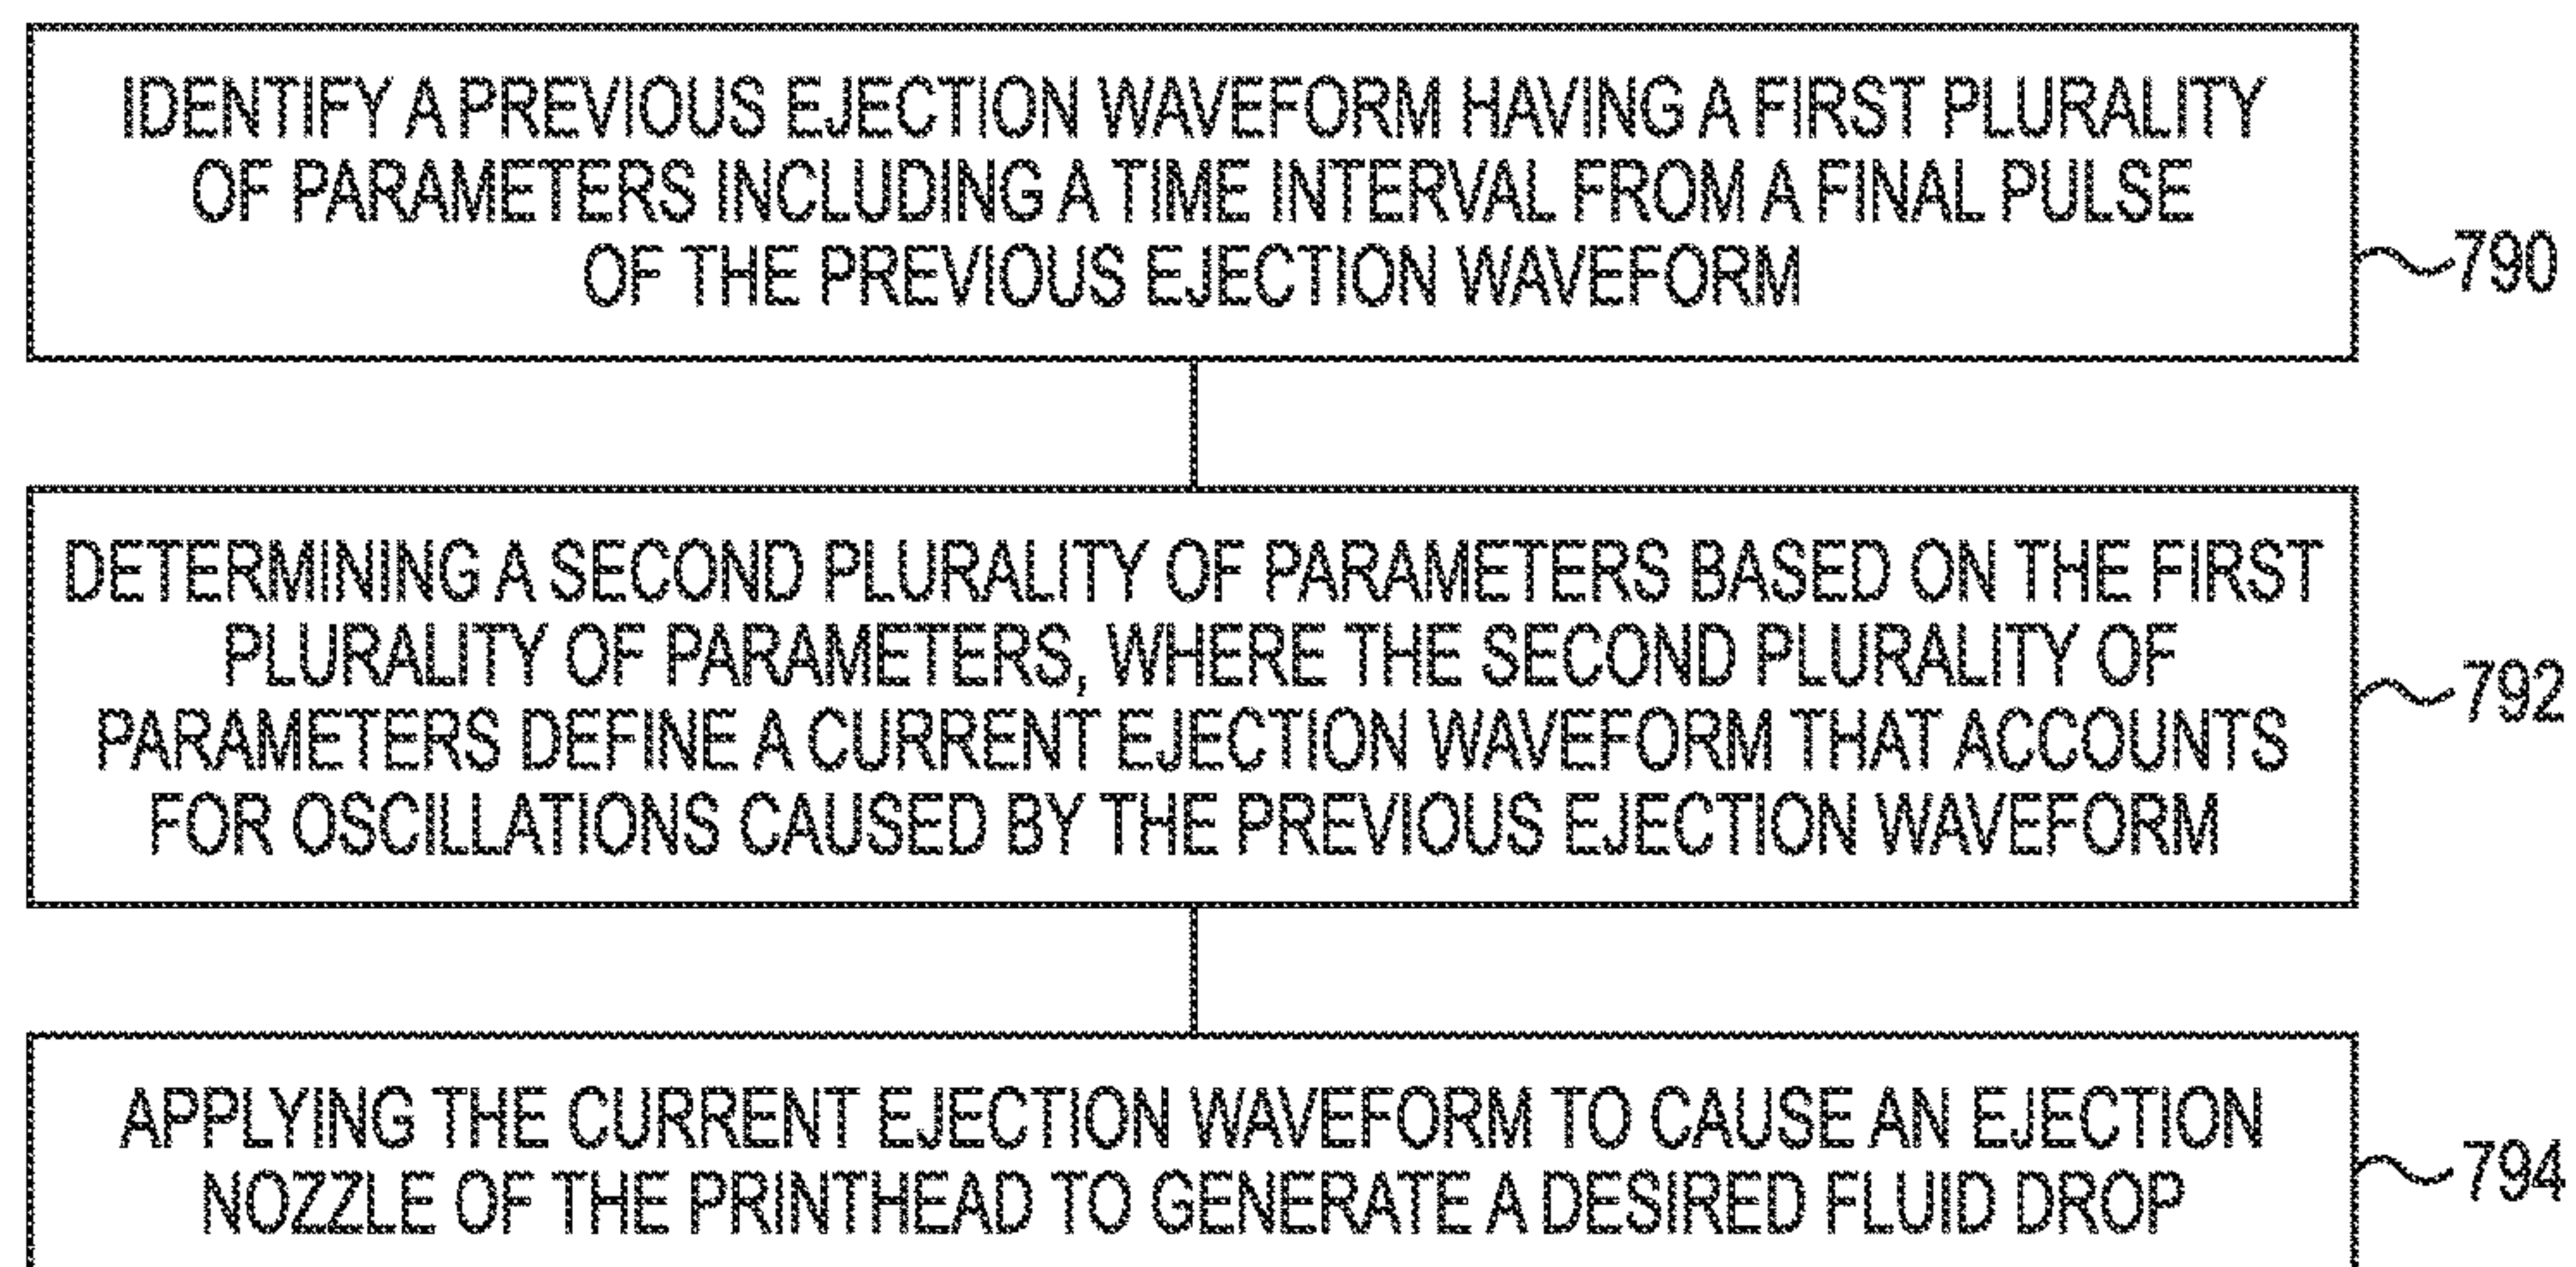 IDENTIFY A PREVIOUS EJECTION WAVEFORM HAVING A FIRST PLURALITY
OF PARAMETERS INCLUDING A TIME INTERVAL FROM A FINAL PULSE
OF THE PREVIOUS EJECTION WAVEFORM
790
DETERMINING A SECOND PLURALITY OF PARAMETERS BASED ON THE FIRST
PLURALITY OF PARAMETERS, WHERE THE SECOND PLURALITY OF
PARAMETERS DEFINE A CURRENT EJECTION WAVEFORM THAT ACCOUNTS
FOR OSCILLATIONS CAUSED BY THE PREVIOUS EJECTION WAVEFORM
792
APPLYING THE CURRENT EJECTION WAVEFORM TO CAUSE AN EJECTION
NOZZLE OF THE PRINTHEAD TO GENERATE A DESIRED FLUID DROP
794